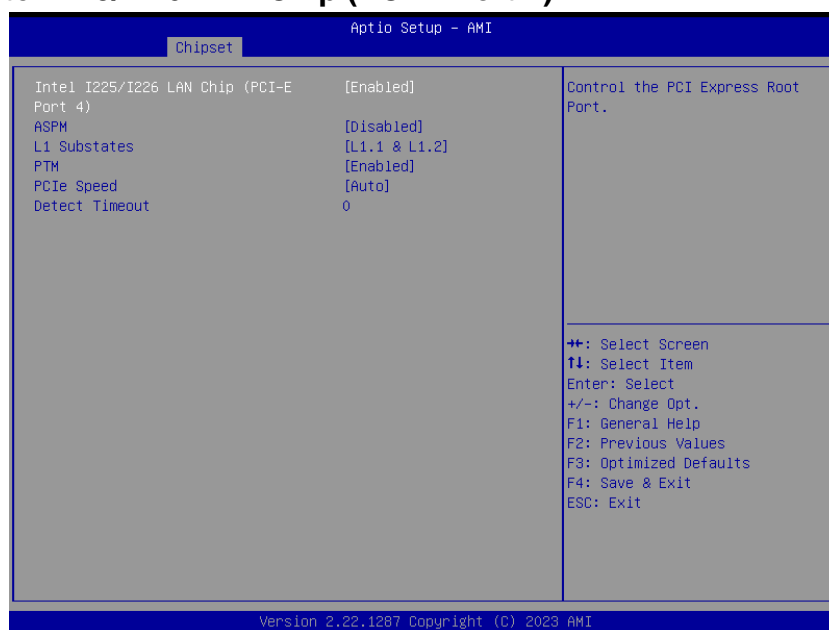 Aptio Setup - AMI
Chipset
Intel I225/I226 LAN Chip (PCI-E Port 4) [Enabled]
ASPM [Disabled]
L1 Substates [L1.1 & L1.2]
PTM [Enabled]
PCIe Speed [Auto]
Detect Timeout 0
Control the PCI Express Root
Port.
→←: Select Screen
↑↓: Select Item
Enter: Select
+/-: Change Opt.
F1: General Help
F2: Previous Values
F3: Optimized Defaults
F4: Save & Exit
ESC: Exit
Version 2.22.1287 Copyright (C) 2023 AMI